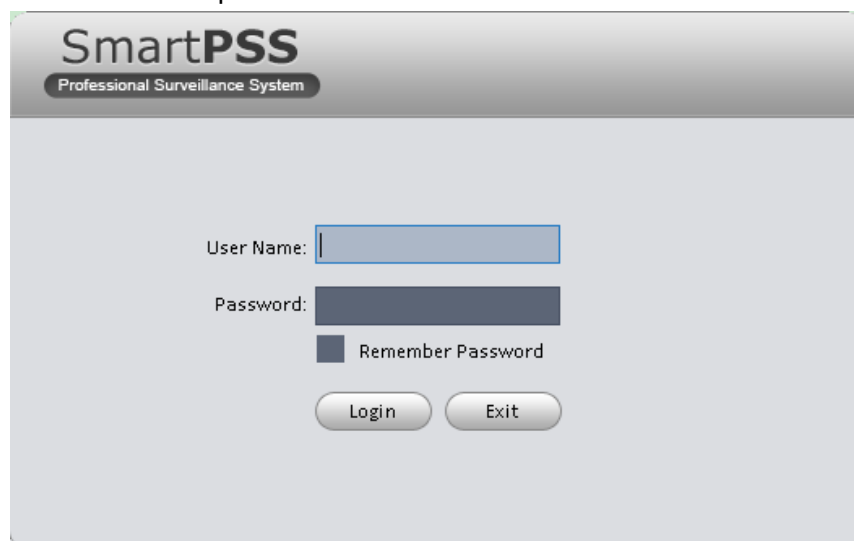 SmartPSS
Professional Surveillance System
User Name:
Password:
Remember Password
Login Exit